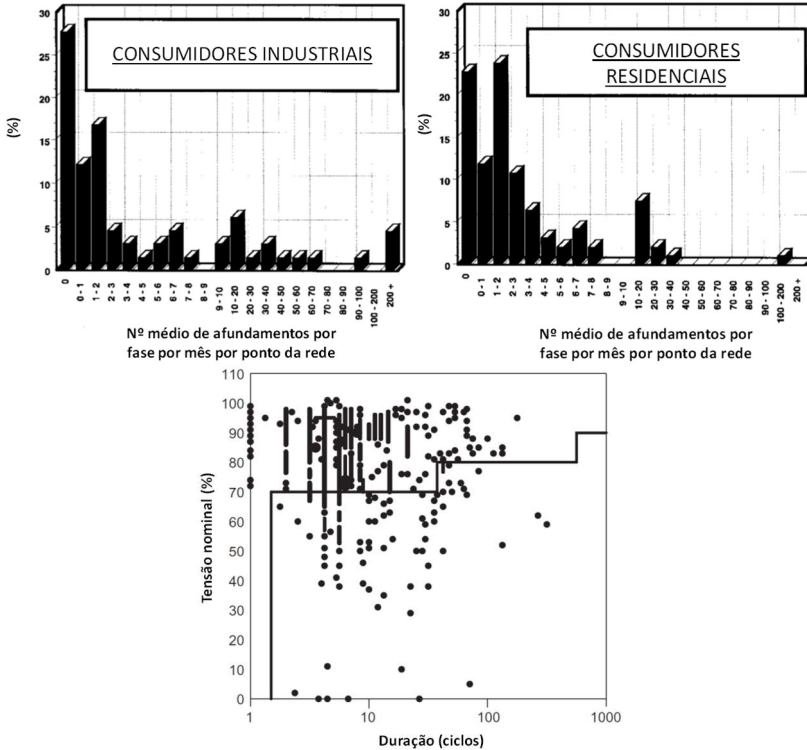 30
25
20
15
10
5
0
(%)
CONSUMIDORES INDUSTRIAIS
0
0 - 1
1 - 2
2 - 3
3 - 4
4 - 5
5 - 6
6 - 7
7 - 8
8 - 9
9 - 10
10 - 20
20 - 30
30 - 40
40 - 50
50 - 60
60 - 70
70 - 80
80 - 90
90 - 100
100 - 200
200 +
Nº médio de afundamentos por
fase por mês por ponto da rede
30
25
20
15
10
5
0
(%)
CONSUMIDORES
RESIDENCIAIS
0
0 - 1
1 - 2
2 - 3
3 - 4
4 - 5
5 - 6
6 - 7
7 - 8
8 - 9
9 - 10
10 - 20
20 - 30
30 - 40
40 - 50
50 - 60
60 - 70
70 - 80
80 - 90
90 - 100
100 - 200
200 +
Nº médio de afundamentos por
fase por mês por ponto da rede
110
100
90
80
70
60
50
40
30
20
10
0
Tensão nominal (%)
1
10
100
1000
Duração (ciclos)